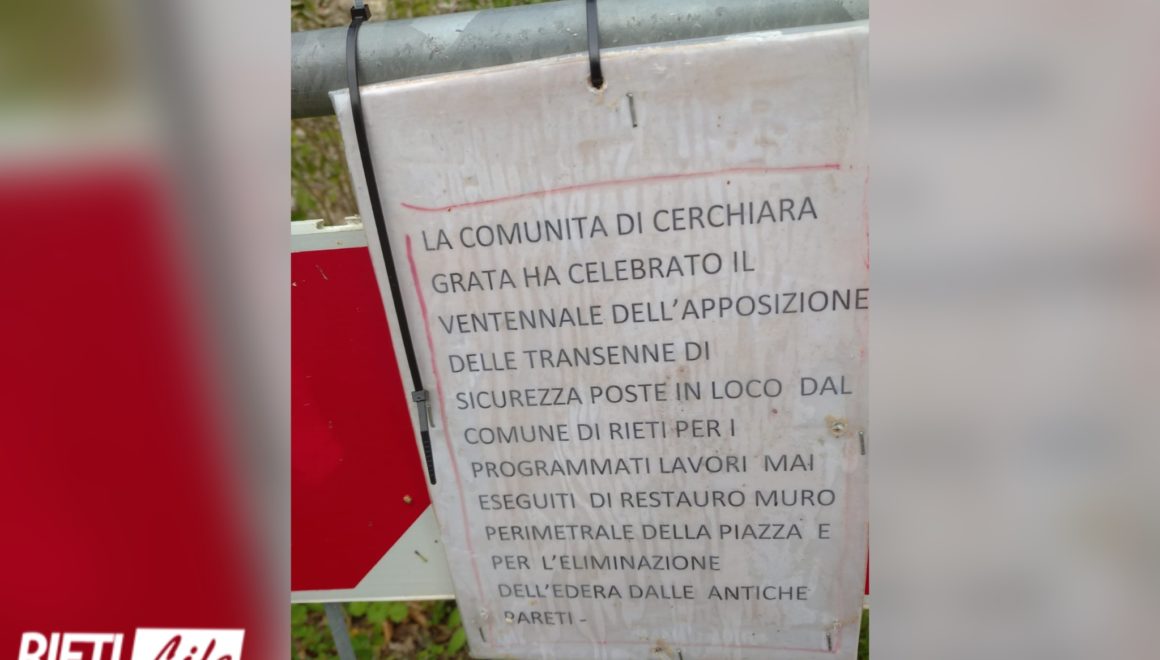 LA COMUNITA DI CERCHIARA
GRATA HA CELEBRATO IL
VENTENNALE DELL'APPOSIZIONE
DELLE TRANSENNE DI
SICUREZZA POSTE IN LOCO DAL
COMUNE DI RIETI PER I
PROGRAMMATI LAVORI MAI
ESEGUITI DI RESTAURO MURO
PERIMETRALE DELLA PIAZZA E
PER L'ELIMINAZIONE
DELL'EDERA DALLE ANTICHE
PARETI -
RIETI Life